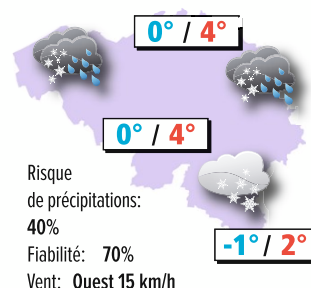 0° / 4°
0° / 4°
Risque
de précipitations:
40%
Fiabilité: 70%
-1° / 2°
Vent: Ouest 15 km/h